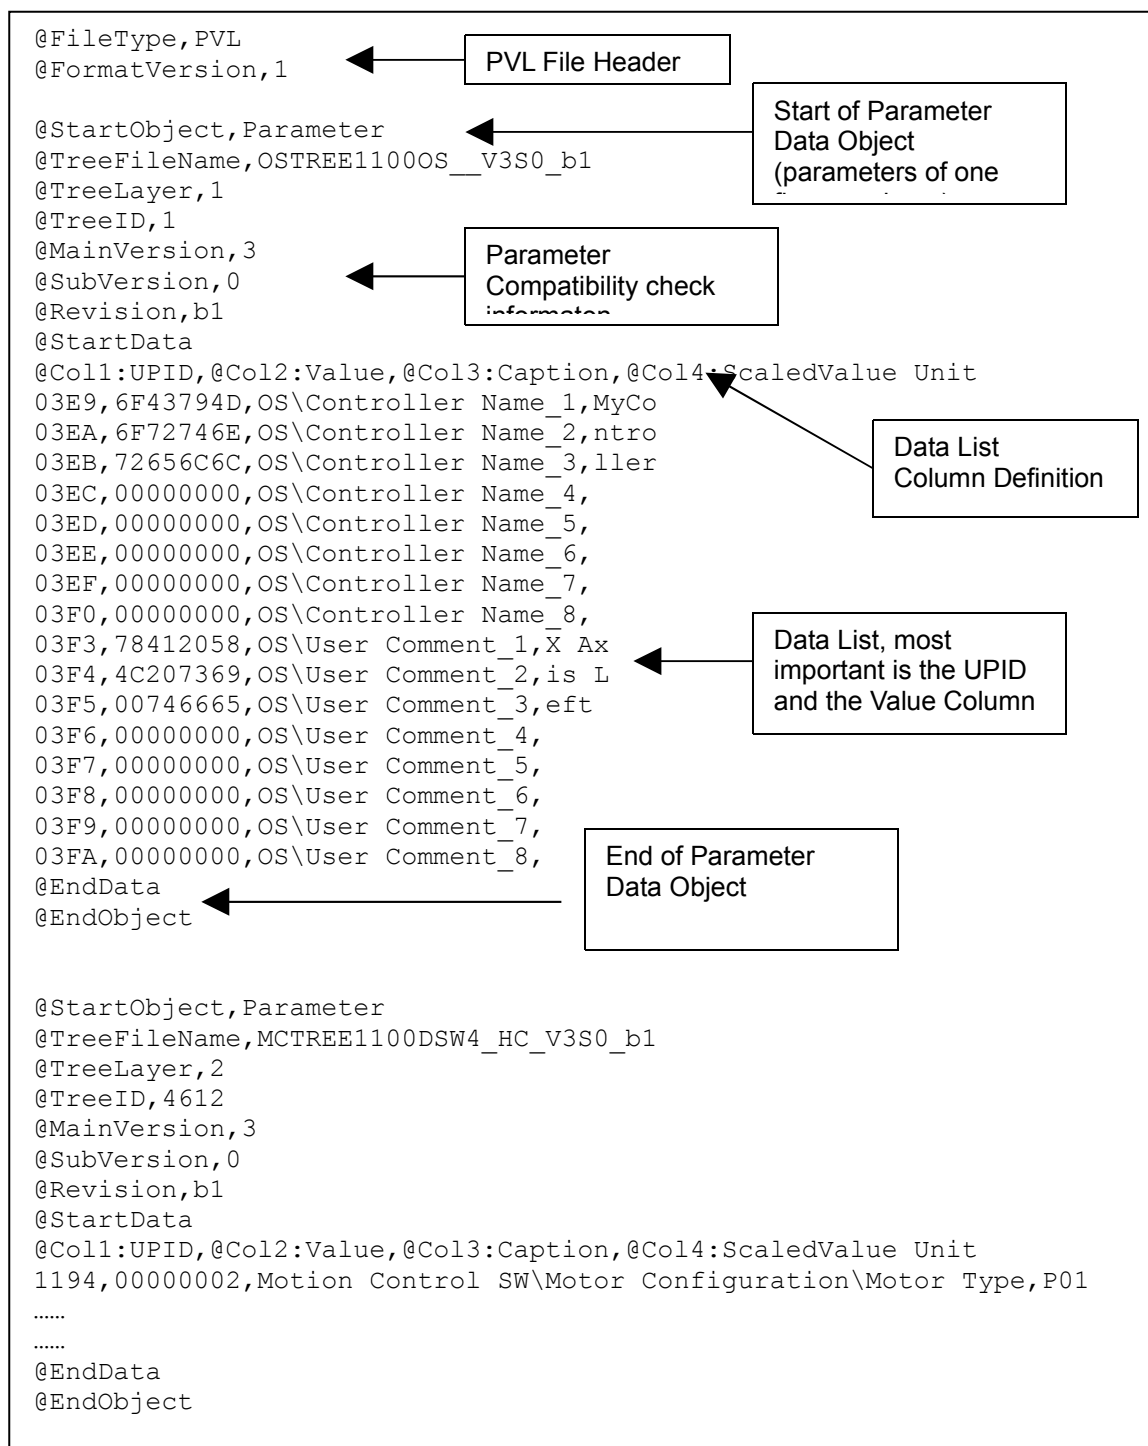 @FileType,PVL
@FormatVersion,1
PVL File Header
@StartObject,Parameter
@TreeFileName,OSTREE1100OS__V3S0_b1
@TreeLayer,1
@TreeID,1
@MainVersion,3
@SubVersion,0
@Revision,b1
@StartData
Start of Parameter
Data Object
(parameters of one
Parameter
Compatibility check
@Col1:UPID,@Col2:Value,@Col3:Caption,@Col4:ScaledValue Unit
03E9,6F43794D,OS\Controller Name_1,MyCo
03EA,6F72746E,OS\Controller Name_2,ntro
03EB,72656C6C,OS\Controller Name_3,ller
03EC,00000000,OS\Controller Name_4,
03ED,00000000,OS\Controller Name_5,
03EE,00000000,OS\Controller Name_6,
03EF,00000000,OS\Controller Name_7,
03F0,00000000,OS\Controller Name_8,
03F3,78412058,OS\User Comment_1,X Ax
03F4,4C207369,OS\User Comment_2,is L
03F5,00746665,OS\User Comment_3,eft
03F6,00000000,OS\User Comment_4,
03F7,00000000,OS\User Comment_5,
03F8,00000000,OS\User Comment_6,
03F9,00000000,OS\User Comment_7,
03FA,00000000,OS\User Comment_8,
@EndData
@EndObject
Data List
Column Definition
Data List, most
important is the UPID
and the Value Column
End of Parameter
Data Object
@StartObject,Parameter
@TreeFileName,MCTREE1100DSW4_HC_V3S0_b1
@TreeLayer,2
@TreeID,4612
@MainVersion,3
@SubVersion,0
@Revision,b1
@StartData
@Col1:UPID,@Col2:Value,@Col3:Caption,@Col4:ScaledValue Unit
1194,00000002,Motion Control SW\Motor Configuration\Motor Type,P01
……
……
@EndData
@EndObject